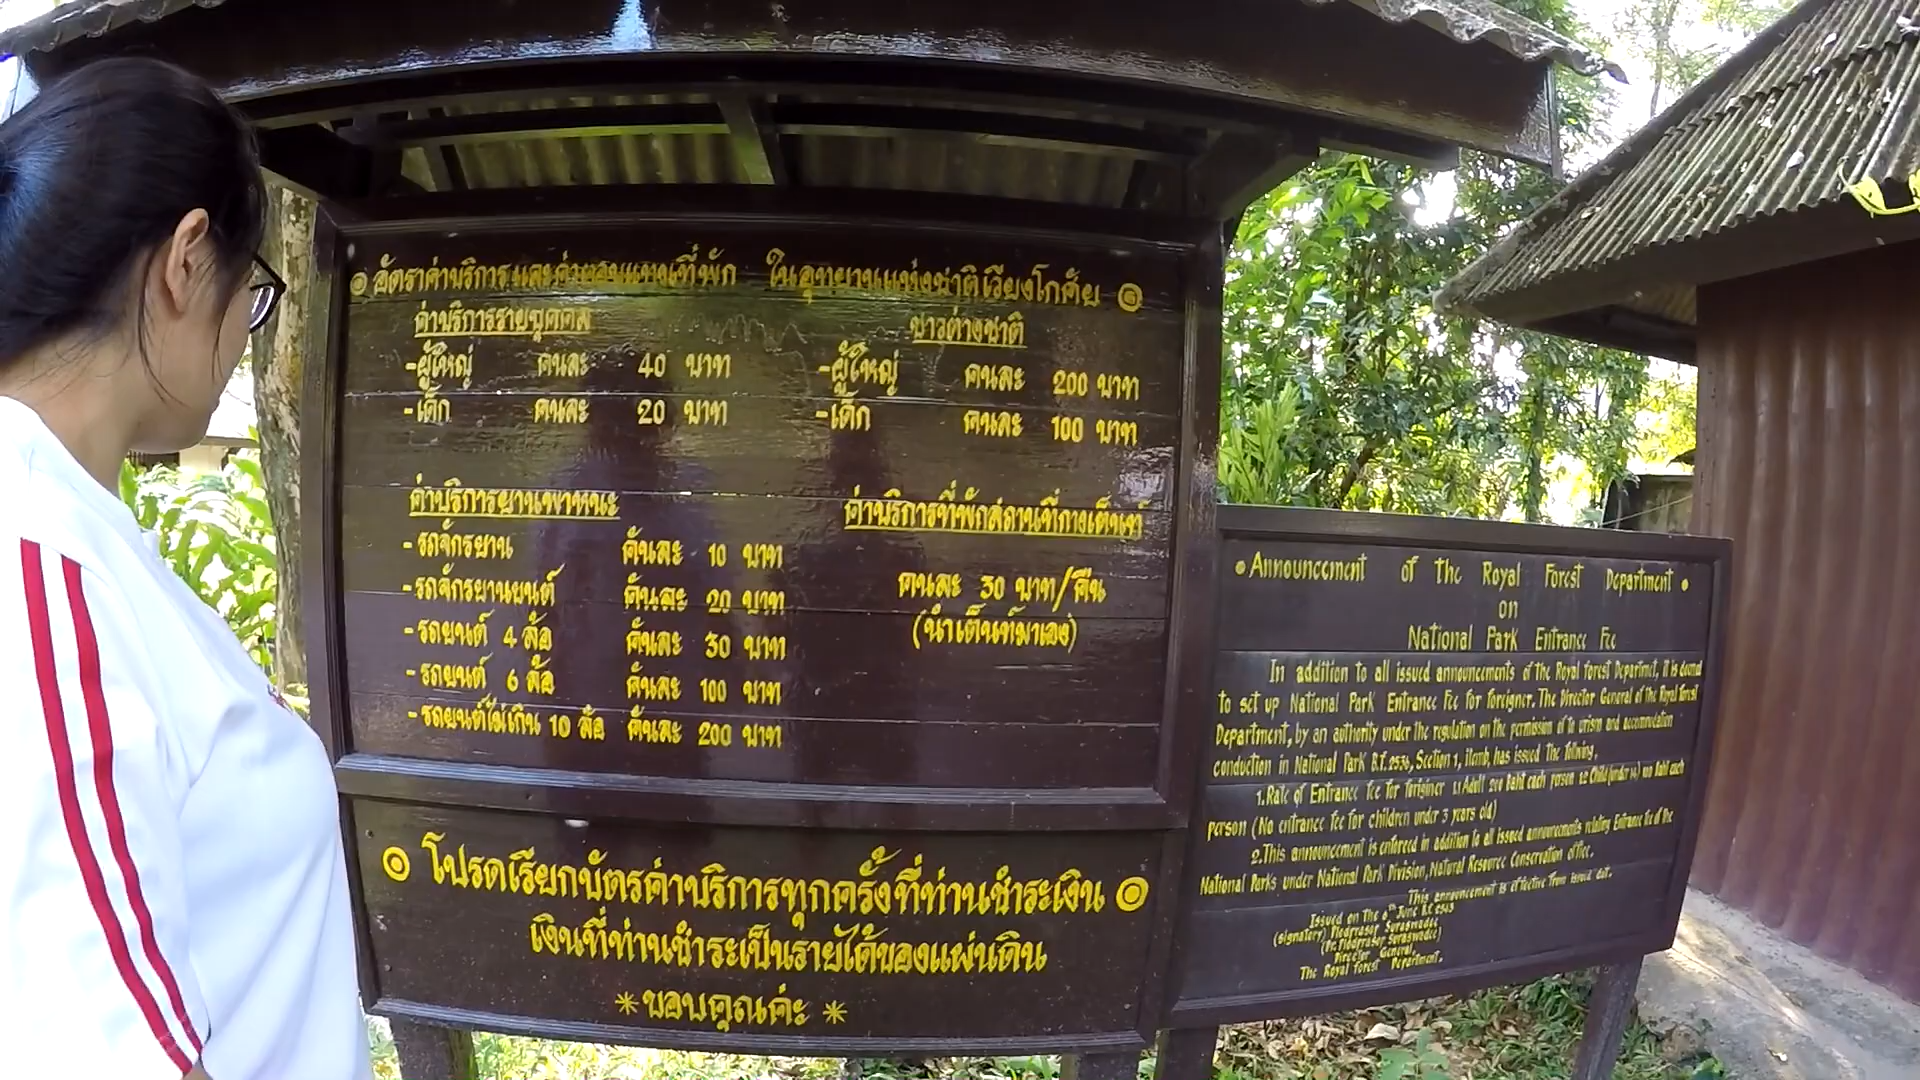 อัตราค่าบริการและค่าตอบแทนที่พัก ในอุทยานแห่งชาติเวียงโกศัย
ค่าบริการรายบุคคล
-ผู้ใหญ่ คนละ 40 บาท
-เด็ก คนละ 20 บาท
ชาวต่างชาติ
-ผู้ใหญ่ คนละ 200 บาท
-เด็ก คนละ 100 บาท
ค่าบริการยานพาหนะ
-รถจักรยาน คันละ 10 บาท
-รถจักรยานยนต์ คันละ 20 บาท
-รถยนต์ 4 ล้อ คันละ 30 บาท
-รถยนต์ 6 ล้อ คันละ 100 บาท
-รถยนต์ไม่เกิน 10 ล้อ คันละ 200 บาท
ค่าบริการที่พักสถานที่กางเต็นท์
คนละ 30 บาท/คืน
(นำเต็นท์มาเอง)
โปรดเรียกบัตรค่าบริการทุกครั้งที่ท่านชำระเงิน
เงินที่ท่านชำระเป็นรายได้ของแผ่นดิน
*ขอบคุณค่ะ*
Announcement of The Royal Forest Department
on
National Park Entrance Fee
In addition to all issued announcements of the Royal Forest Departmet, it is deemed
to set up National Park Entrance Fee for foreigner. The Director General of the Royal Forest
Department, by an authority under the regulation on the permission of to urism and accommodation
conduction in National Park B.E. 2536, Section 1, itemb, has issued the following.
1. Rate of Entrance fee for foriginer 1.1 Adult 200 Baht each person 1.2 Child (under 14) 100 Baht each
person (No entrance fee for children under 3 years old)
2. This announcement is enforced in addition to all issued announcements relating Entrance fee of the
National Parks under National Park Division, Natural Resource Conservation office.
This announcement is effective from issued dat.
Issued on The 6th June B.E 2543
(signatory) Plodprasor Suraswadee
(Mr. Plodprasor Suraswadee)
Director General,
The Royal Forest Department.